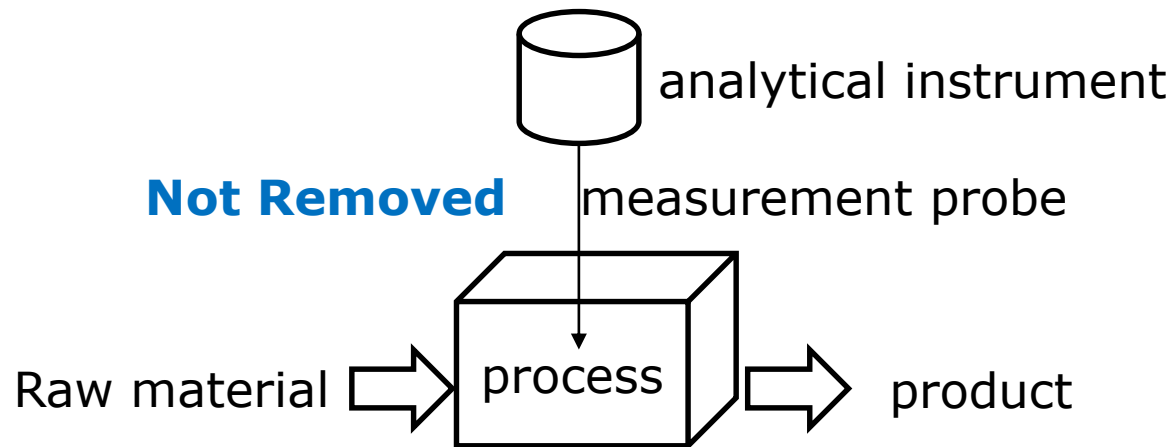 analytical instrument
Not Removed measurement probe
Raw material process product